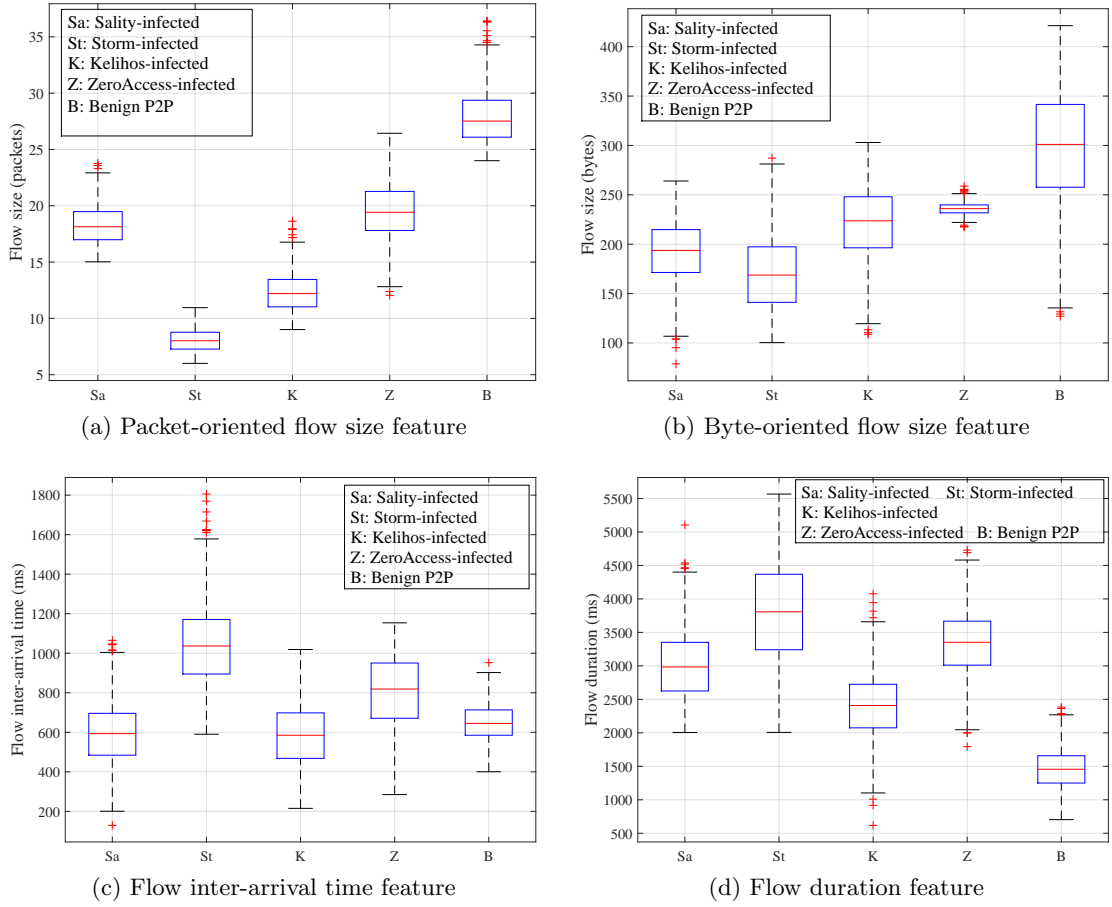 Sa: Sality-infected
St: Storm-infected
K: Kelihos-infected
Z: ZeroAccess-infected
B: Benign P2P
Flow size (packets)
35
30
25
20
15
10
5
Sa St K Z B
(a) Packet-oriented flow size feature
Sa: Sality-infected
St: Storm-infected
K: Kelihos-infected
Z: ZeroAccess-infected
B: Benign P2P
Flow size (bytes)
400
350
300
250
200
150
100
Sa St K Z B
(b) Byte-oriented flow size feature
Sa: Sality-infected
St: Storm-infected
K: Kelihos-infected
Z: ZeroAccess-infected
B: Benign P2P
Flow inter-arrival time (ms)
1800
1600
1400
1200
1000
800
600
400
200
Sa St K Z B
(c) Flow inter-arrival time feature
Sa: Sality-infected St: Storm-infected
K: Kelihos-infected
Z: ZeroAccess-infected B: Benign P2P
Flow duration (ms)
5500
5000
4500
4000
3500
3000
2500
2000
1500
1000
500
Sa St K Z B
(d) Flow duration feature